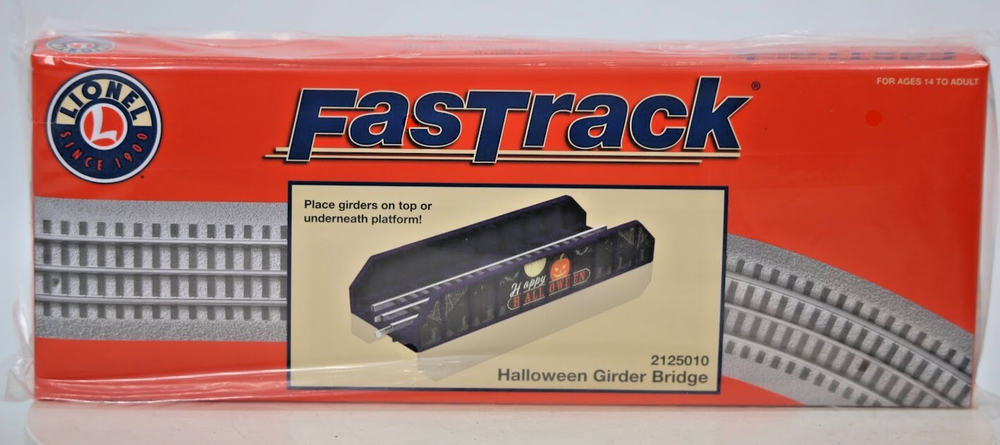 LIONEL
L
SINCE 1900
FasTrack®
FOR AGES 14 TO ADULT
Place girders on top or
underneath platform!
Happy
HALLOWEEN
2125010
Halloween Girder Bridge